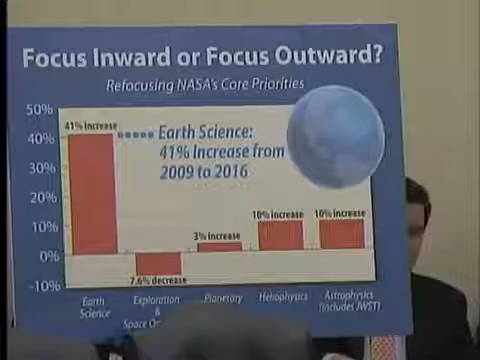 Focus Inward or Focus Outward?
Refocusing NASA's Core Priorities
50%
40%
30%
20%
10%
0%
-10%
41% increase
Earth Science:
41% Increase from
2009 to 2016
7.6% decrease
3% increase
10% increase
10% increase
Earth
Science
Exploration
&
Space
Planetary
Heliophysics
Astrophysics
(includes JWST)